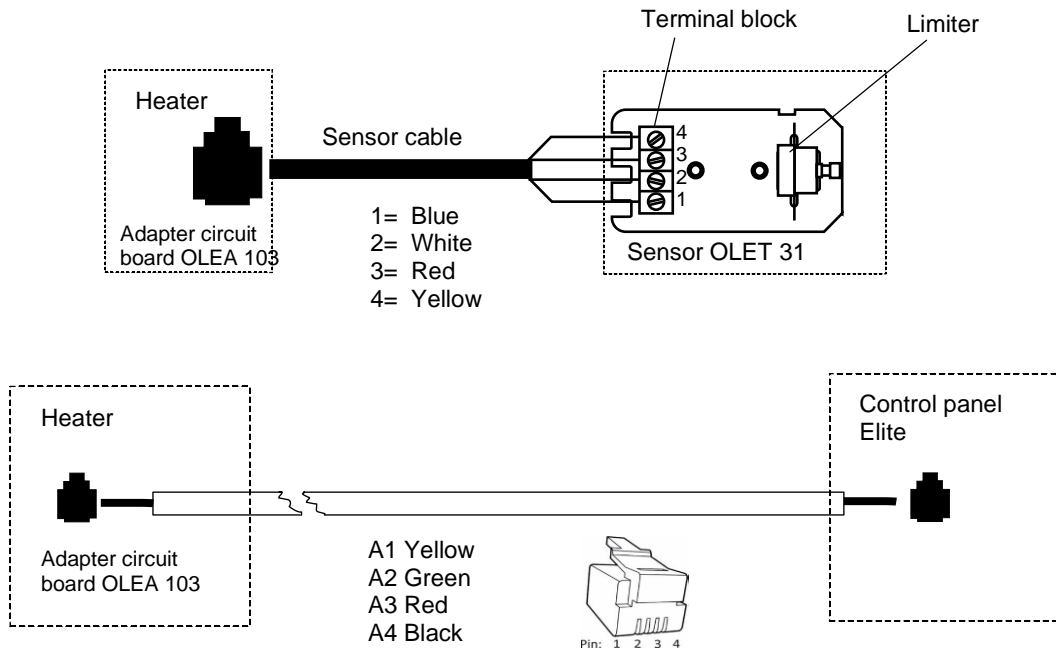 Terminal block
Limiter
Heater
Sensor cable
4
3
2
1
1= Blue
2= White
3= Red
4= Yellow
Adapter circuit
board OLEA 103
Sensor OLET 31
Heater
Control panel
Elite
Adapter circuit
board OLEA 103
A1 Yellow
A2 Green
A3 Red
A4 Black
Pin: 1 2 3 4